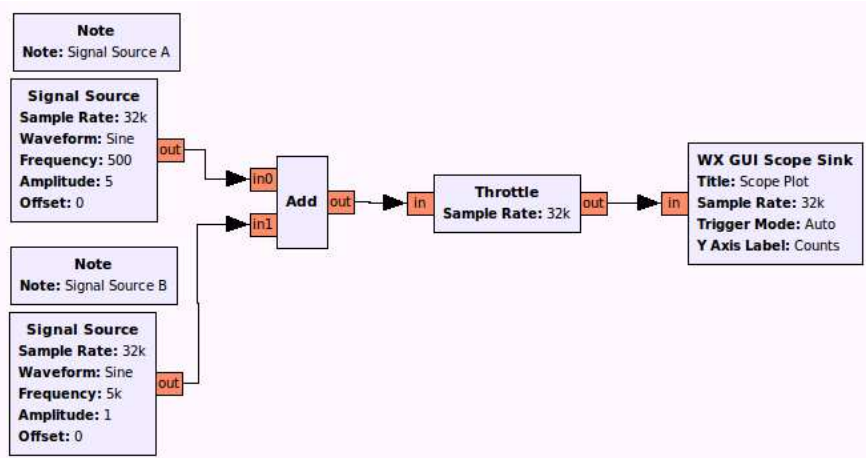 Note
Note: Signal Source A
Signal Source
Sample Rate: 32k
Waveform: Sine
Frequency: 500
Amplitude: 5
Offset: 0
out
Note
Note: Signal Source B
Signal Source
Sample Rate: 32k
Waveform: Sine
Frequency: 5k
Amplitude: 1
Offset: 0
out
in0
in1
Add
out
in
Throttle
Sample Rate: 32k
out
in
WX GUI Scope Sink
Title: Scope Plot
Sample Rate: 32k
Trigger Mode: Auto
Y Axis Label: Counts